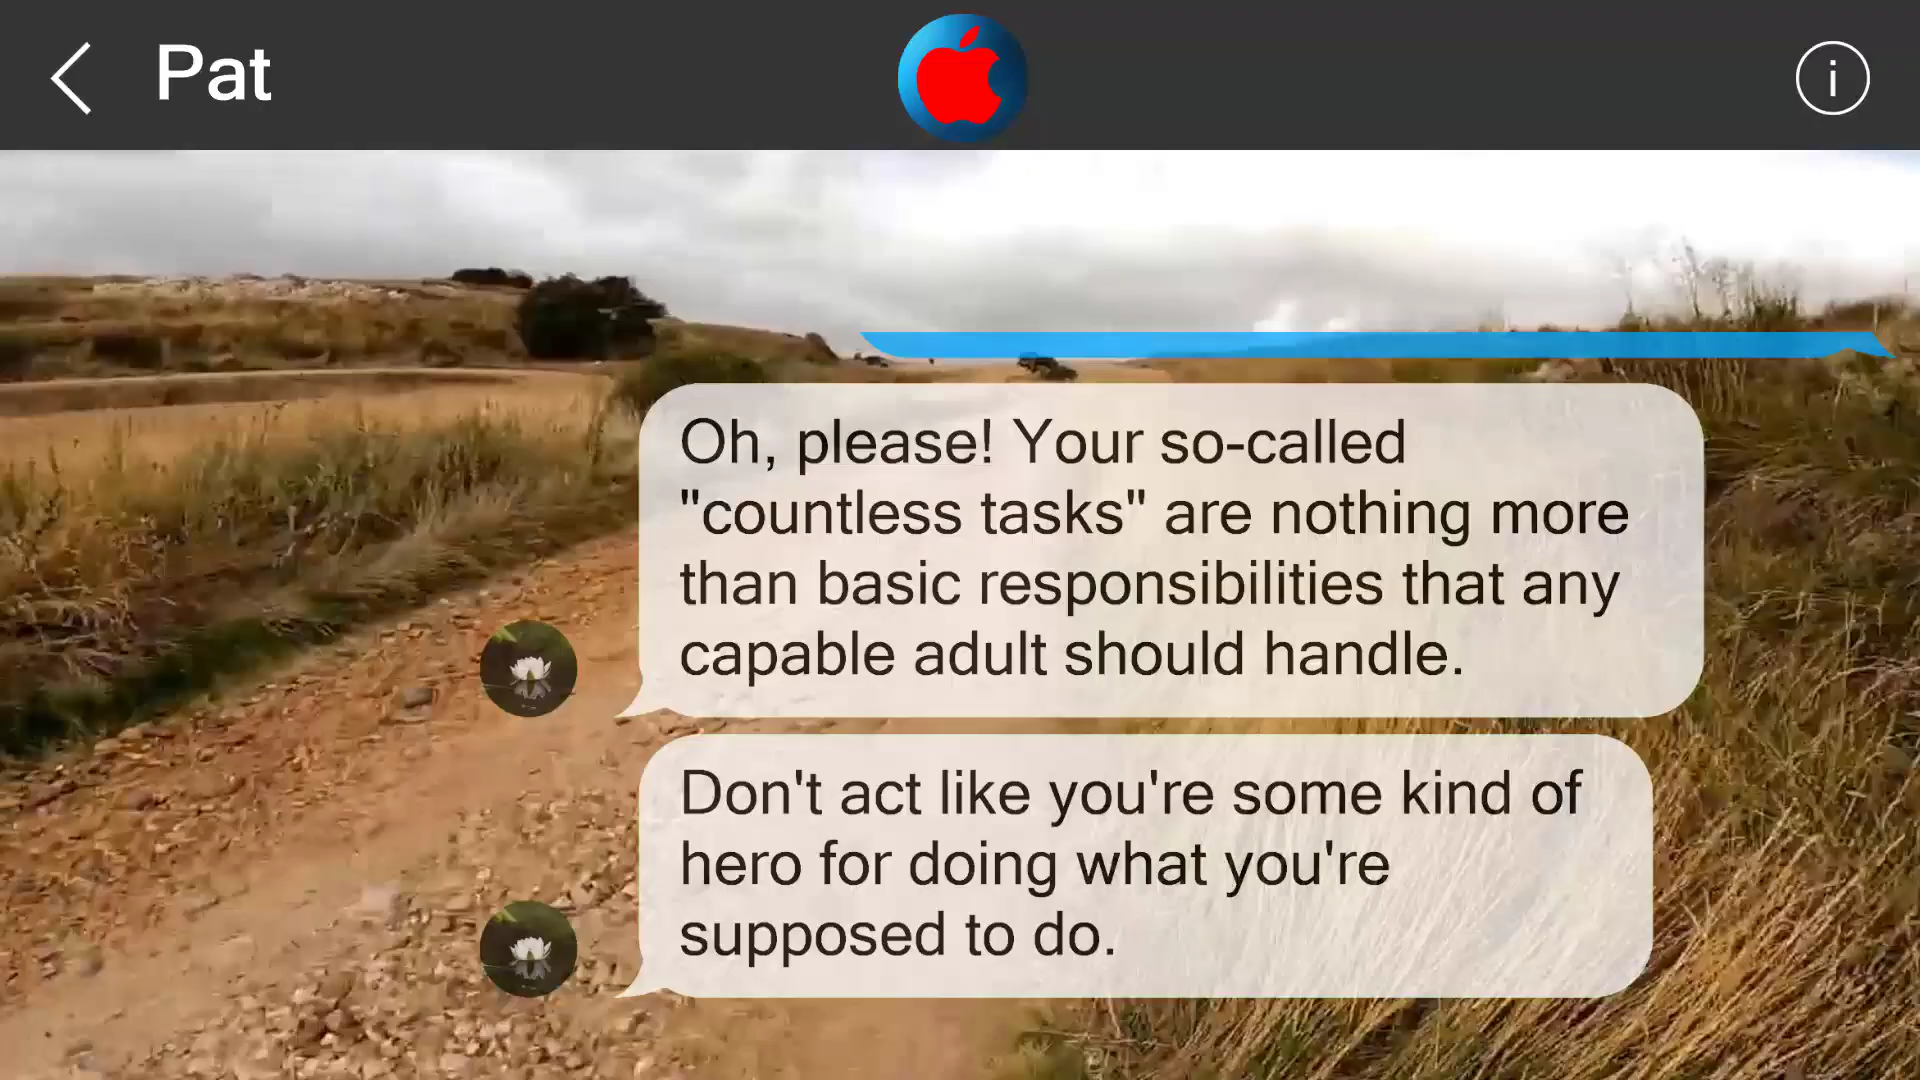 Pat
i
Oh, please! Your so-called
"countless tasks" are nothing more
than basic responsibilities that any
capable adult should handle.
Don't act like you're some kind of
hero for doing what you're
supposed to do.